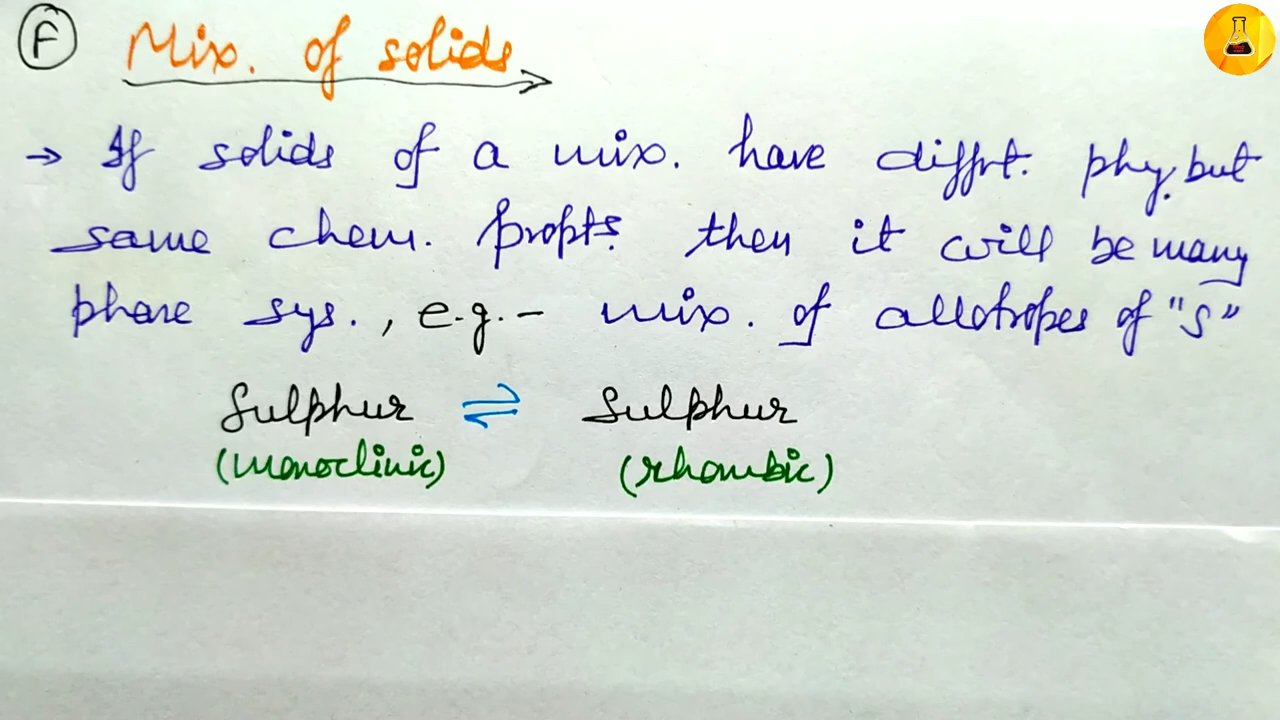 F Mix. of solids
→ If solids of a mix. have diffrt. phy. but
same chem. propts. then it will be many
phase sys., e.g. - mix. of allotropes of "S"
Sulphur ⇌ Sulphur
(monoclinic) (rhombic)